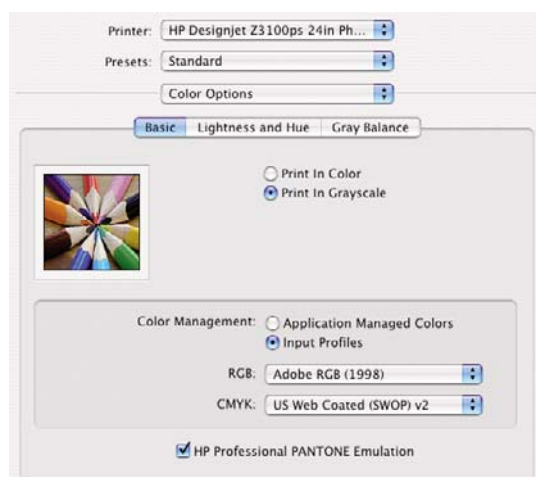 Printer: HP Designjet Z3100ps 24in Ph...
Presets: Standard
Color Options
Basic Lightness and Hue Gray Balance
Print In Color
Print In Grayscale
Color Management: Application Managed Colors
Input Profiles
RGB: Adobe RGB (1998)
CMYK: US Web Coated (SWOP) v2
HP Professional PANTONE Emulation